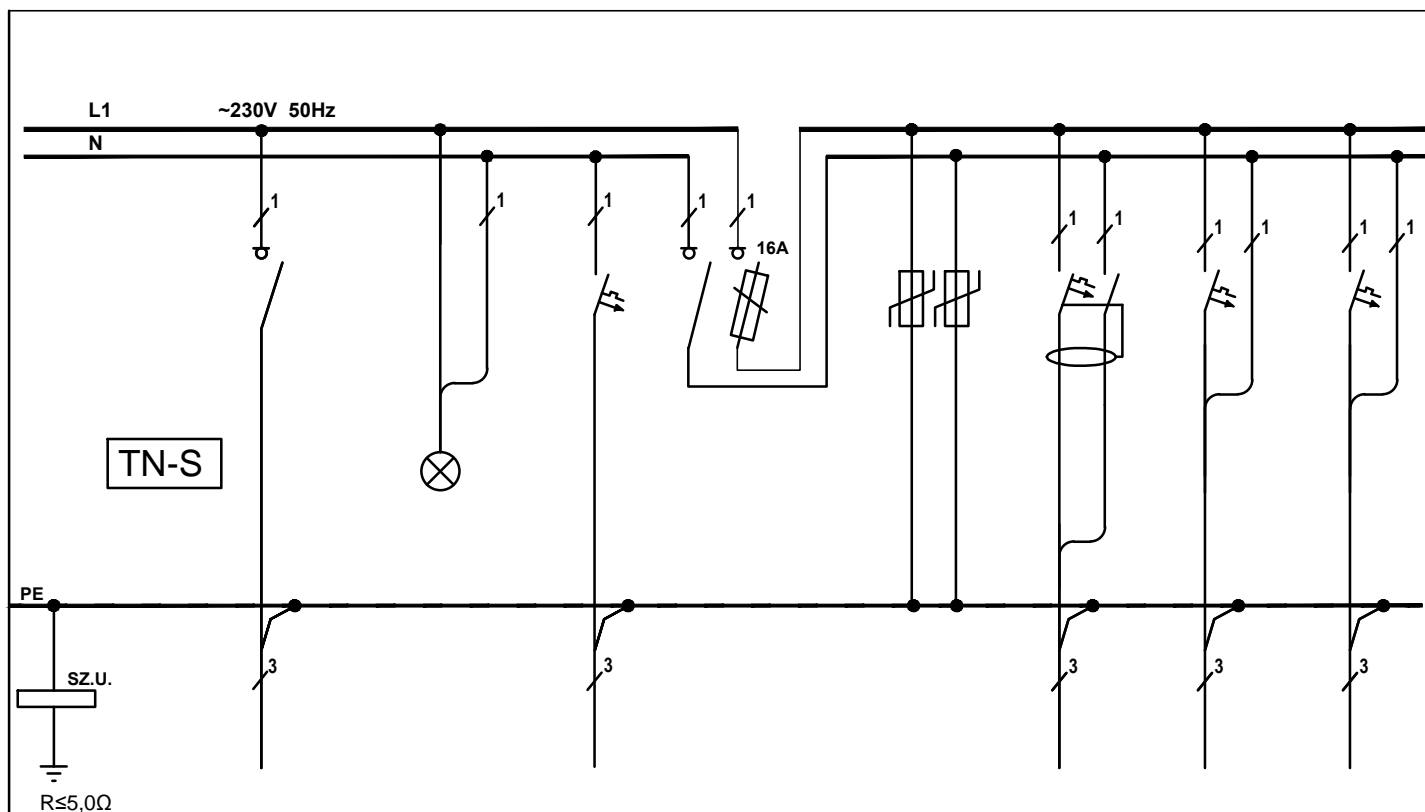 L1 ~230V 50Hz
N
1 1 1 1 1 1 1 1 1 1 1
16A
TN-S
PE
3 3 3 3 3
SZ.U.
R≤5,0Ω